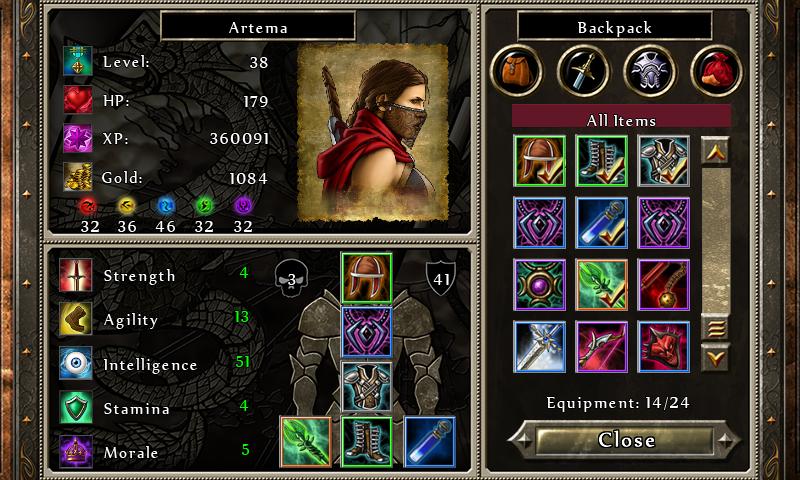 Artema
Level: 38
HP: 179
XP: 360091
Gold: 1084
32 36 46 32 32
Strength 4
Agility 13
Intelligence 51
Stamina 4
Morale 5
3
41
Backpack
All Items
Equipment: 14/24
Close